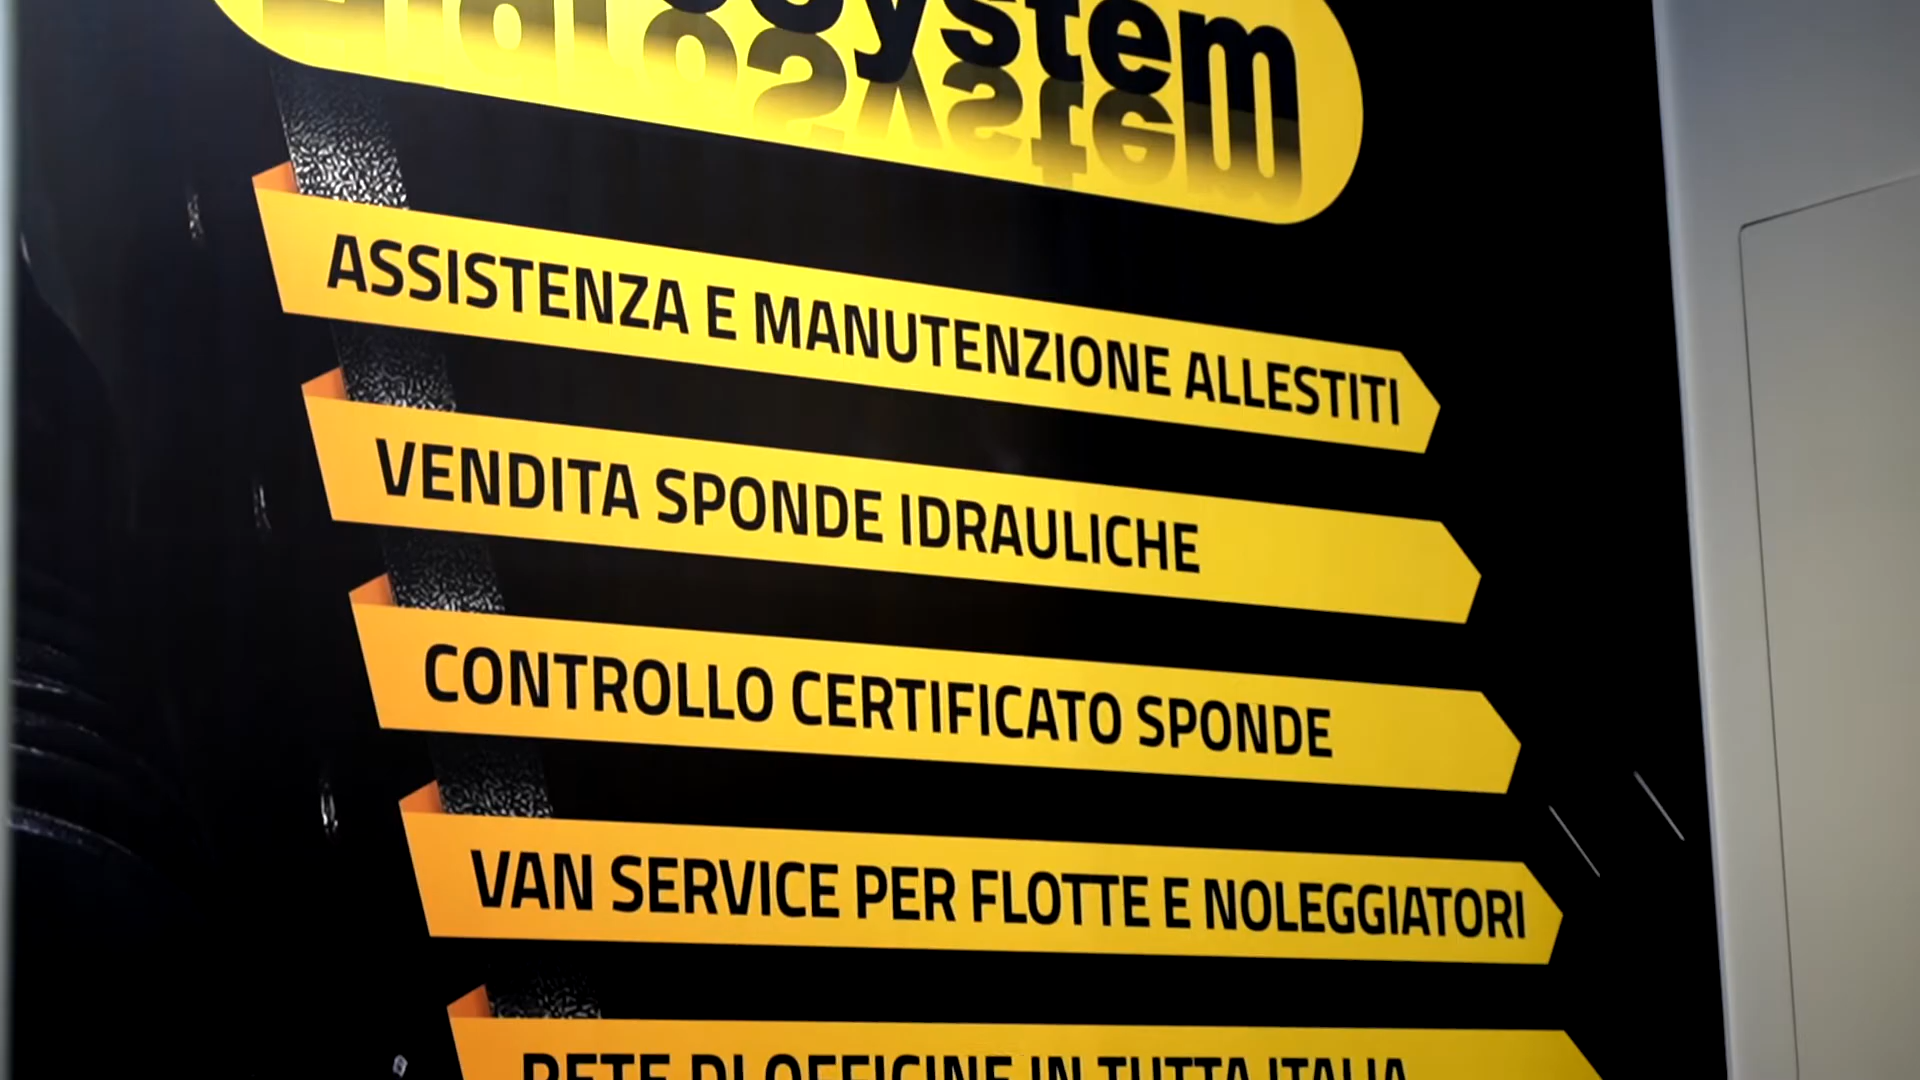 ASSISTENZA E MANUTENZIONE ALLESTITI
VENDITA SPONDE IDRAULICHE
CONTROLLO CERTIFICATO SPONDE
VAN SERVICE PER FLOTTE E NOLEGGIATORI
RETE DI OFFICINE IN TUTTA ITALIA